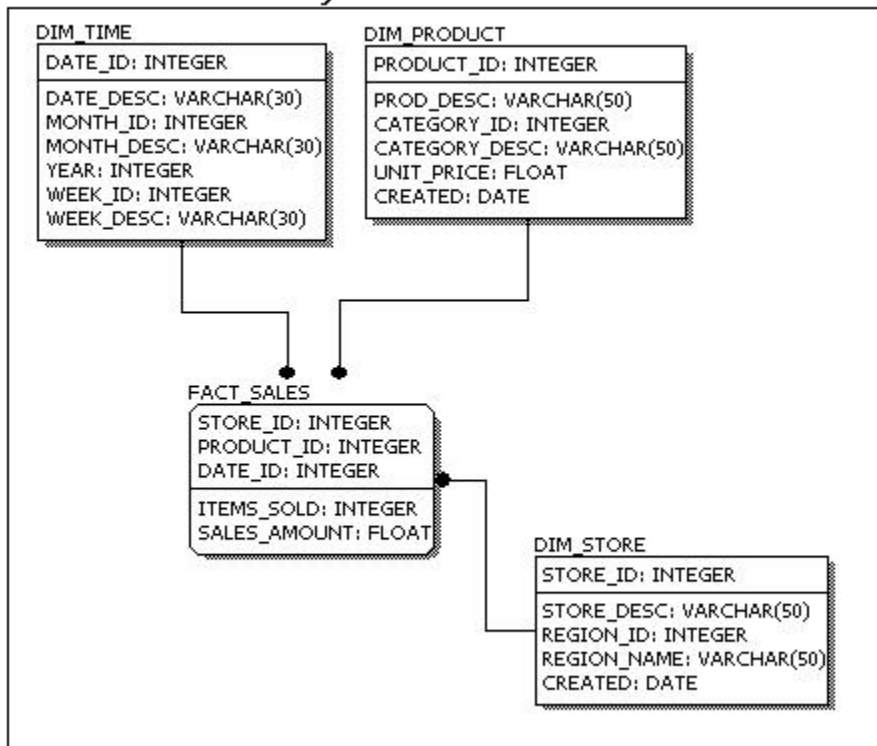 DIM_TIME
DATE_ID: INTEGER
DATE_DESC: VARCHAR(30)
MONTH_ID: INTEGER
MONTH_DESC: VARCHAR(30)
YEAR: INTEGER
WEEK_ID: INTEGER
WEEK_DESC: VARCHAR(30)
DIM_PRODUCT
PRODUCT_ID: INTEGER
PROD_DESC: VARCHAR(50)
CATEGORY_ID: INTEGER
CATEGORY_DESC: VARCHAR(50)
UNIT_PRICE: FLOAT
CREATED: DATE
FACT_SALES
STORE_ID: INTEGER
PRODUCT_ID: INTEGER
DATE_ID: INTEGER
ITEMS_SOLD: INTEGER
SALES_AMOUNT: FLOAT
DIM_STORE
STORE_ID: INTEGER
STORE_DESC: VARCHAR(50)
REGION_ID: INTEGER
REGION_NAME: VARCHAR(50)
CREATED: DATE